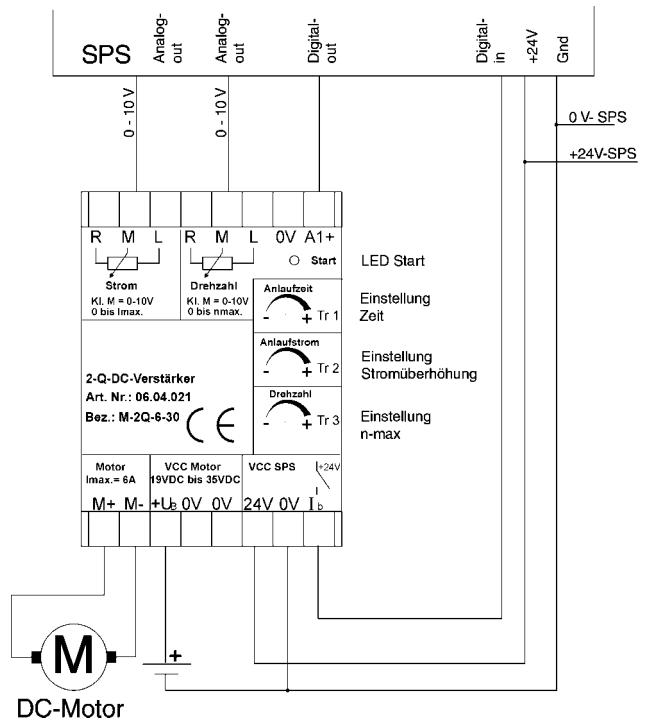 SPS
Analog-
out
Analog-
out
Digital-
out
Digital-
in
+24V
Gnd
0 - 10 V
0 - 10 V
0 V- SPS
+24V-SPS
R M L R M L 0V A1+
Start
LED Start
Strom
Kl. M = 0-10V
0 bis Imax.
Drehzahl
Kl. M = 0-10V
0 bis nmax.
Anlaufzeit
- + Tr 1
Einstellung
Zeit
Anlaufstrom
- + Tr 2
Einstellung
Stromüberhöhung
Drehzahl
- + Tr 3
Einstellung
n-max
2-Q-DC-Verstärker
Art. Nr.: 06.04.021
Bez.: M-2Q-6-30
CE
Motor
Imax.= 6A
VCC Motor
19VDC bis 35VDC
VCC SPS
+24V
M+ M- +UB 0V 0V 24V 0V Ib
M
+
DC-Motor